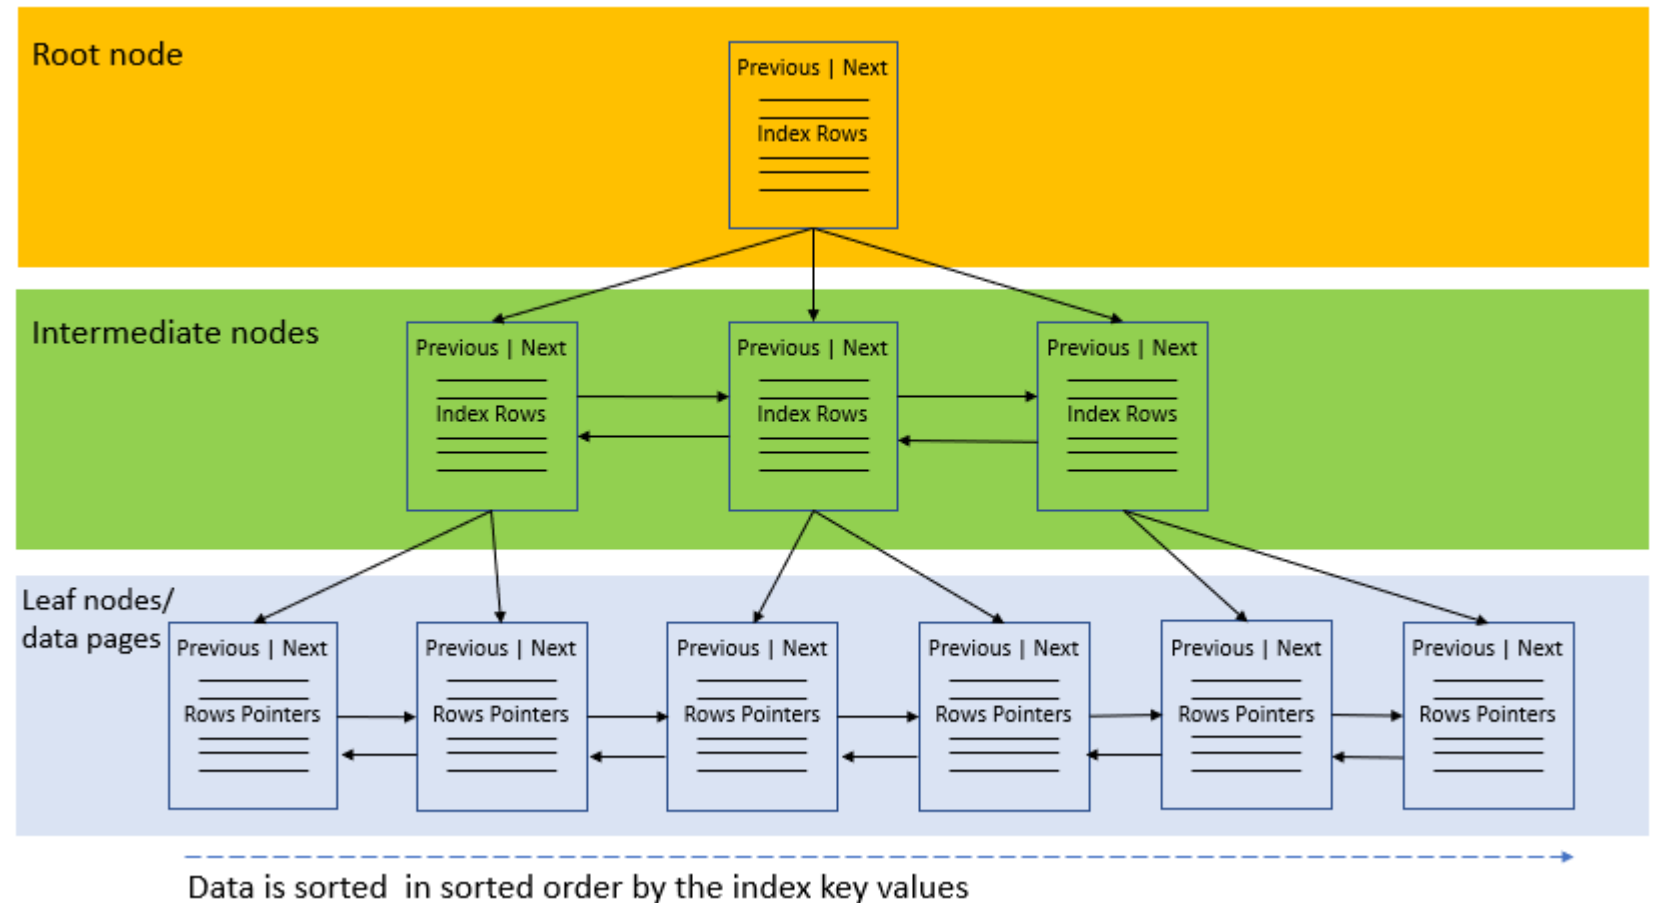 Root node
Previous | Next
Index Rows
Intermediate nodes
Previous | Next
Index Rows
Previous | Next
Index Rows
Previous | Next
Index Rows
Leaf nodes/
data pages
Previous | Next
Rows Pointers
Previous | Next
Rows Pointers
Previous | Next
Rows Pointers
Previous | Next
Rows Pointers
Previous | Next
Rows Pointers
Previous | Next
Rows Pointers
Data is sorted  in sorted order by the index key values